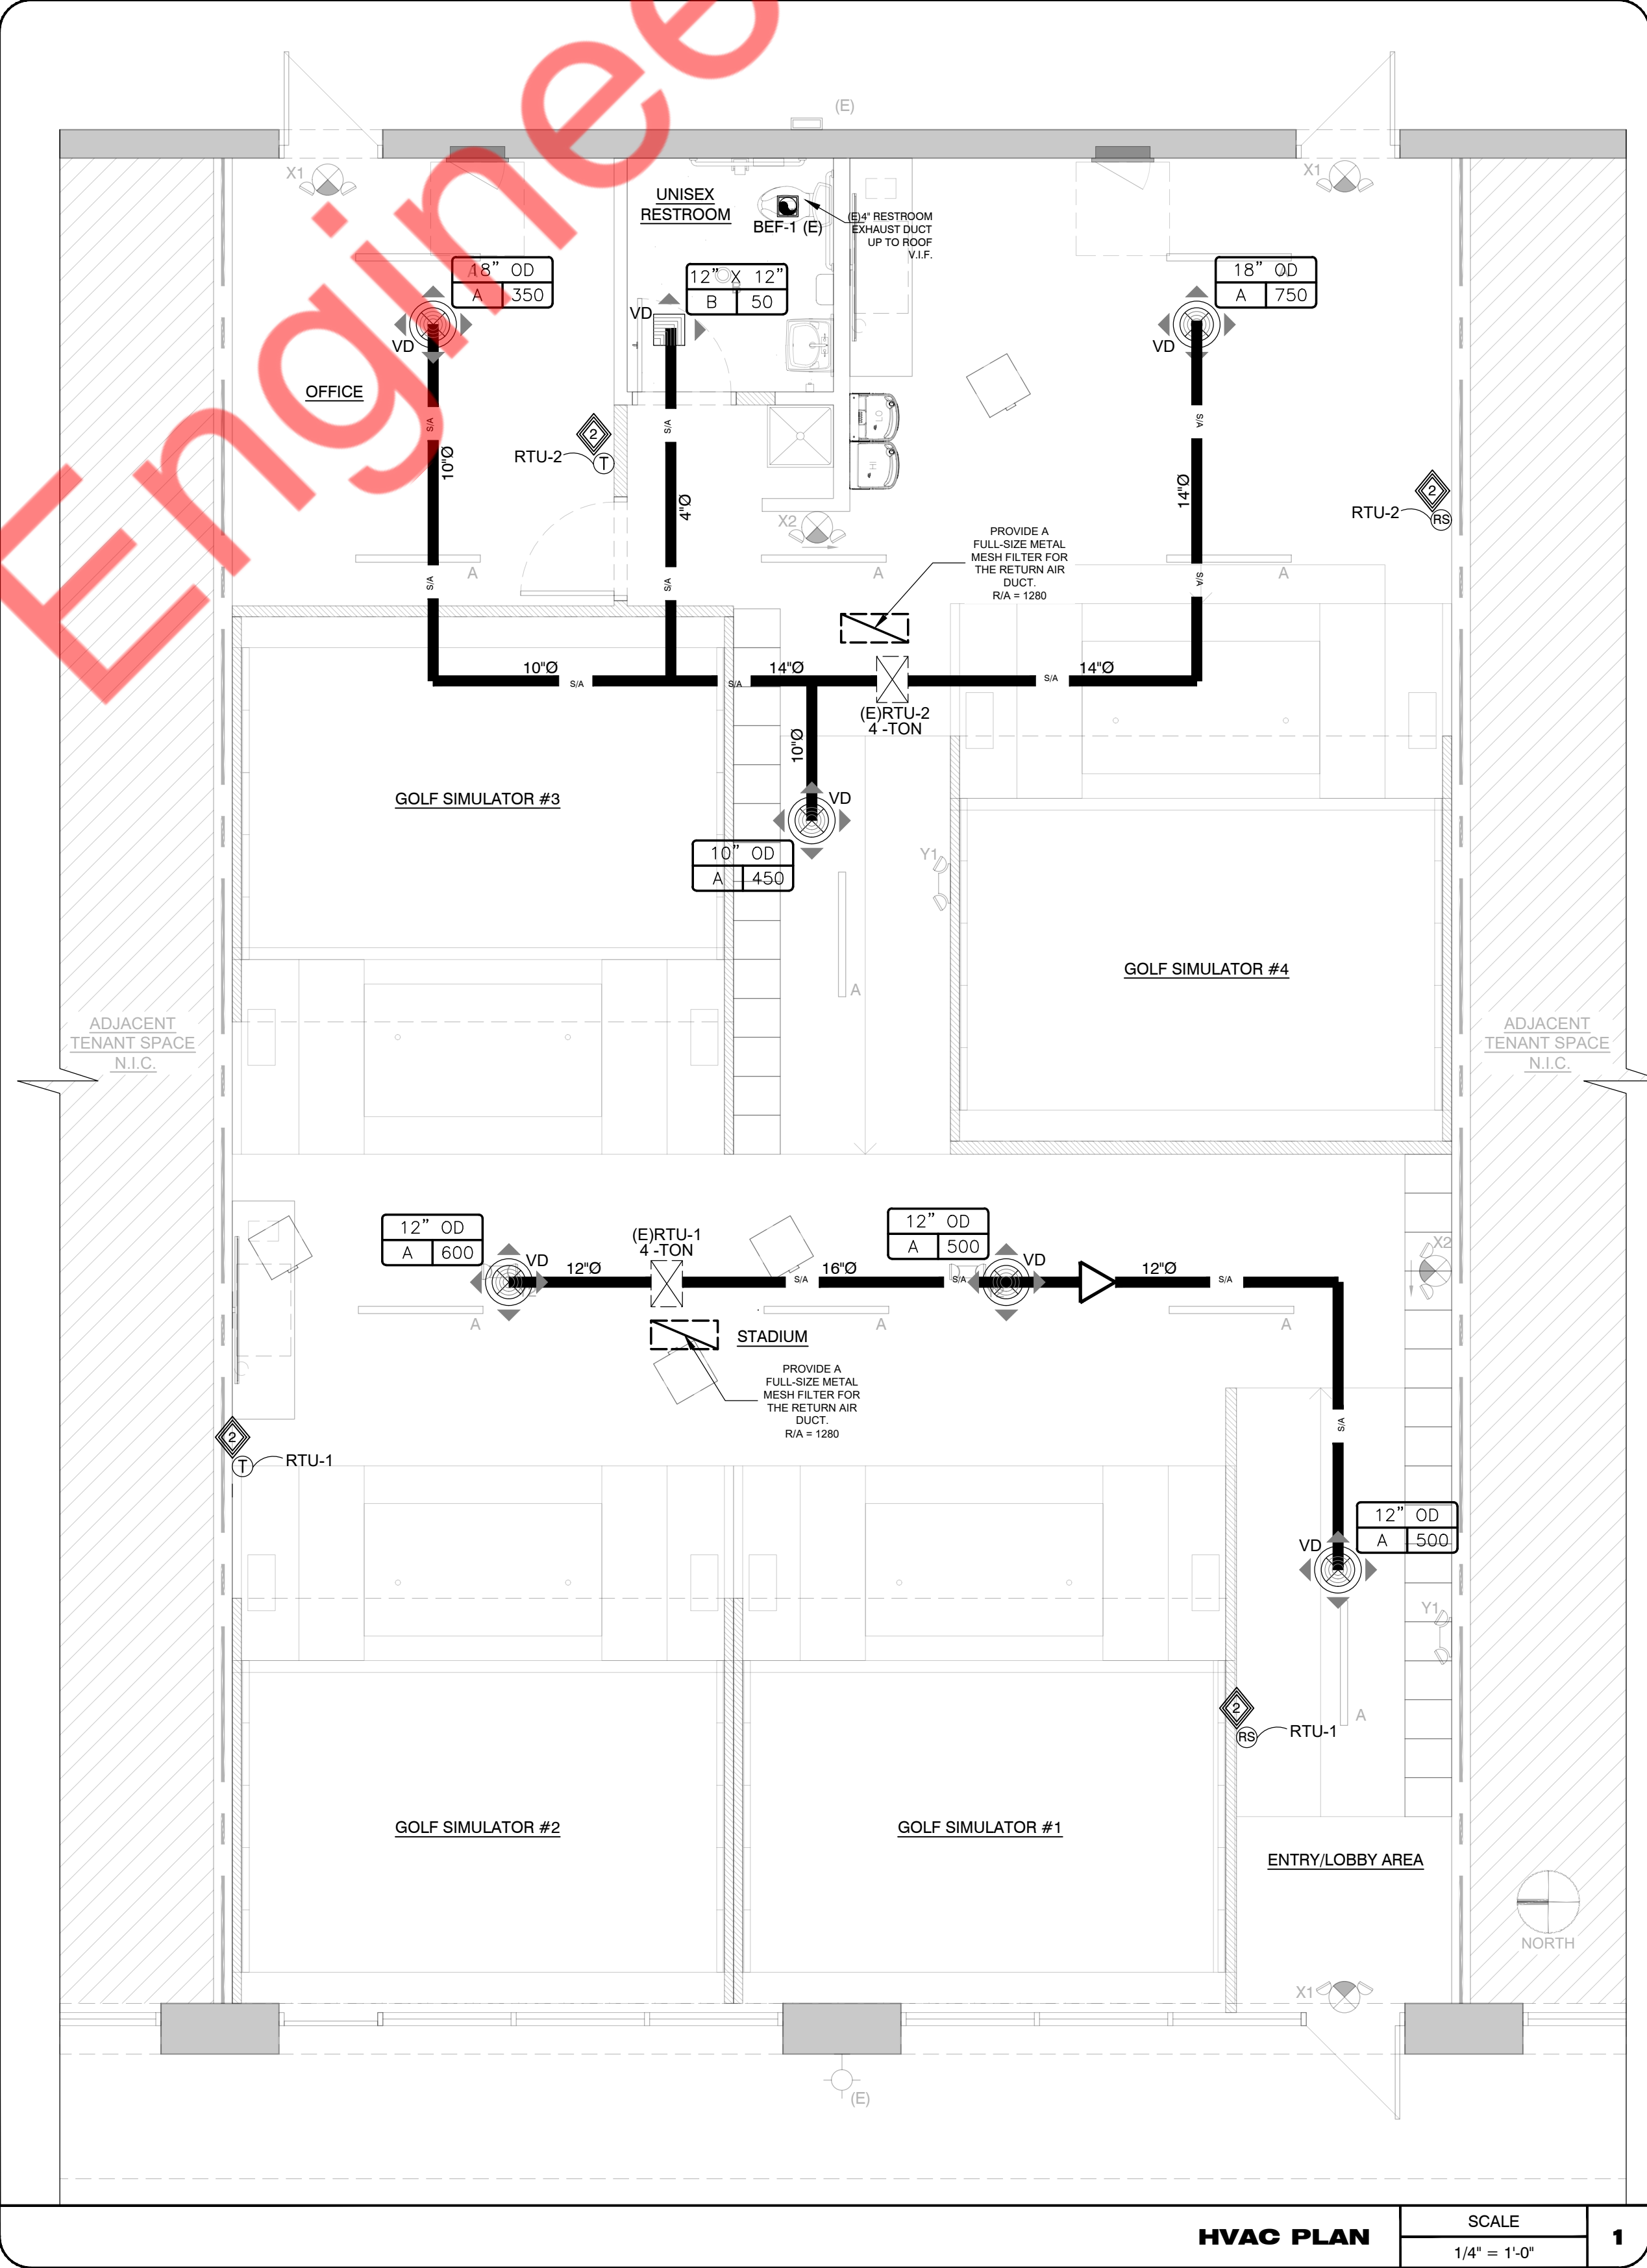 Enginee
(E)
X1
X1
UNISEX
RESTROOM
BEF-1 (E)
(E)4" RESTROOM
EXHAUST DUCT
UP TO ROOF
V.I.F.
18” OD
A 350
12” X 12”
B 50
18” OD
A 750
VD
VD
VD
OFFICE
S/A
S/A
S/A
2
RTU-2
T
10"Ø
4"Ø
14"Ø
2
RTU-2
RS
X2
PROVIDE A
FULL-SIZE METAL
MESH FILTER FOR
THE RETURN AIR
DUCT.
R/A = 1280
A
A
A
S/A
S/A
S/A
10"Ø
S/A
S/A
14"Ø
S/A
14"Ø
(E)RTU-2
4 -TON
10"Ø
GOLF SIMULATOR #3
VD
10” OD
A 450
Y1
GOLF SIMULATOR #4
A
ADJACENT
TENANT SPACE
N.I.C.
ADJACENT
TENANT SPACE
N.I.C.
12” OD
A 600
(E)RTU-1
4 -TON
12” OD
A 500
VD
12"Ø
S/A
16"Ø
S/A
VD
12"Ø
S/A
X2
A
A
A
STADIUM
PROVIDE A
FULL-SIZE METAL
MESH FILTER FOR
THE RETURN AIR
DUCT.
R/A = 1280
S/A
2
T
RTU-1
12” OD
A 500
VD
Y1
2
RS
RTU-1
A
GOLF SIMULATOR #2
GOLF SIMULATOR #1
ENTRY/LOBBY AREA
NORTH
X1
(E)
HVAC PLAN
SCALE
1/4" = 1'-0"
1